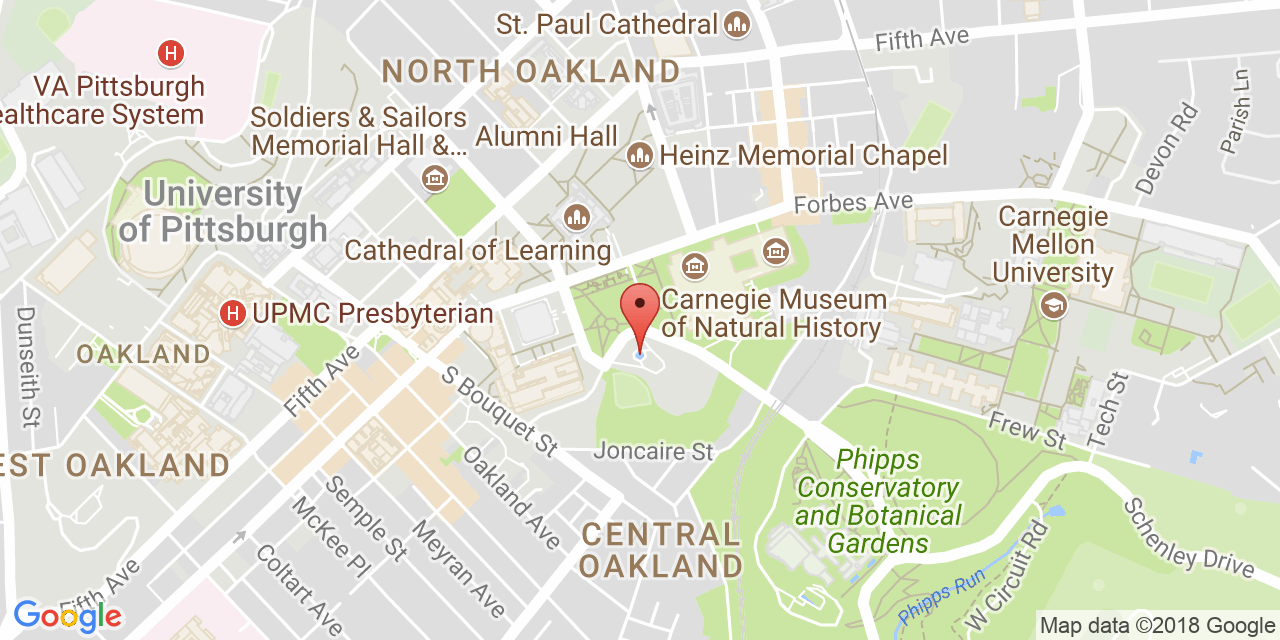 St. Paul Cathedral
Fifth Ave
H
VA Pittsburgh
ealthcare System
NORTH OAKLAND
Parish Ln
Devon Rd
Soldiers & Sailors
Memorial Hall &...
Alumni Hall
Heinz Memorial Chapel
University
of Pittsburgh
Forbes Ave
Carnegie
Mellon
University
Cathedral of Learning
Carnegie Museum
of Natural History
H
UPMC Presbyterian
Dunseith St
OAKLAND
Fifth Ave
S Bouquet St
Tech St
Frew St
Joncaire St
EST OAKLAND
Phipps
Conservatory
and Botanical
Gardens
Oakland Ave
Semple St
McKee Pl
Meyran Ave
Coltart Ave
CENTRAL
OAKLAND
Schenley Drive
W Circuit Rd
Phipps Run
Fifth Ave
Google
Map data ©2018 Google